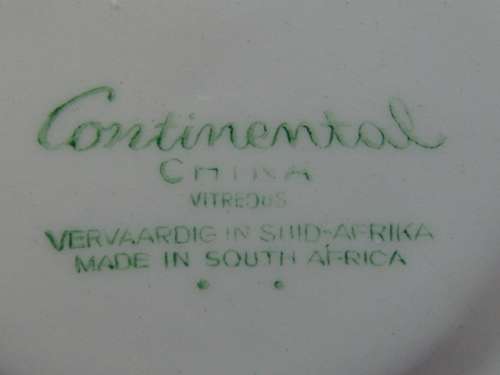 Continental
CHINA
VITREOUS
VERVAARDIG IN SUID-AFRIKA
MADE IN SOUTH AFRICA